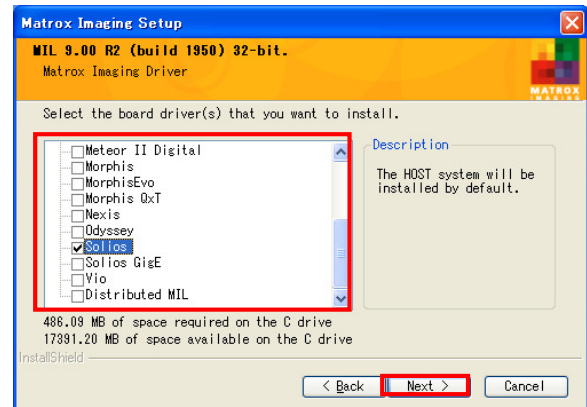 Matrox Imaging Setup
MIL 9.00 R2 (build 1950) 32-bit.
Matrox Imaging Driver
MATROX
IMAGING
Select the board driver(s) that you want to install.
Meteor II Digital
Morphis
MorphisEvo
Morphis QxT
Nexis
Odyssey
Solios
Solios GigE
Vio
Distributed MIL
Description
The HOST system will be
installed by default.
486.09 MB of space required on the C drive
17391.20 MB of space available on the C drive
InstallShield
< Back
Next >
Cancel